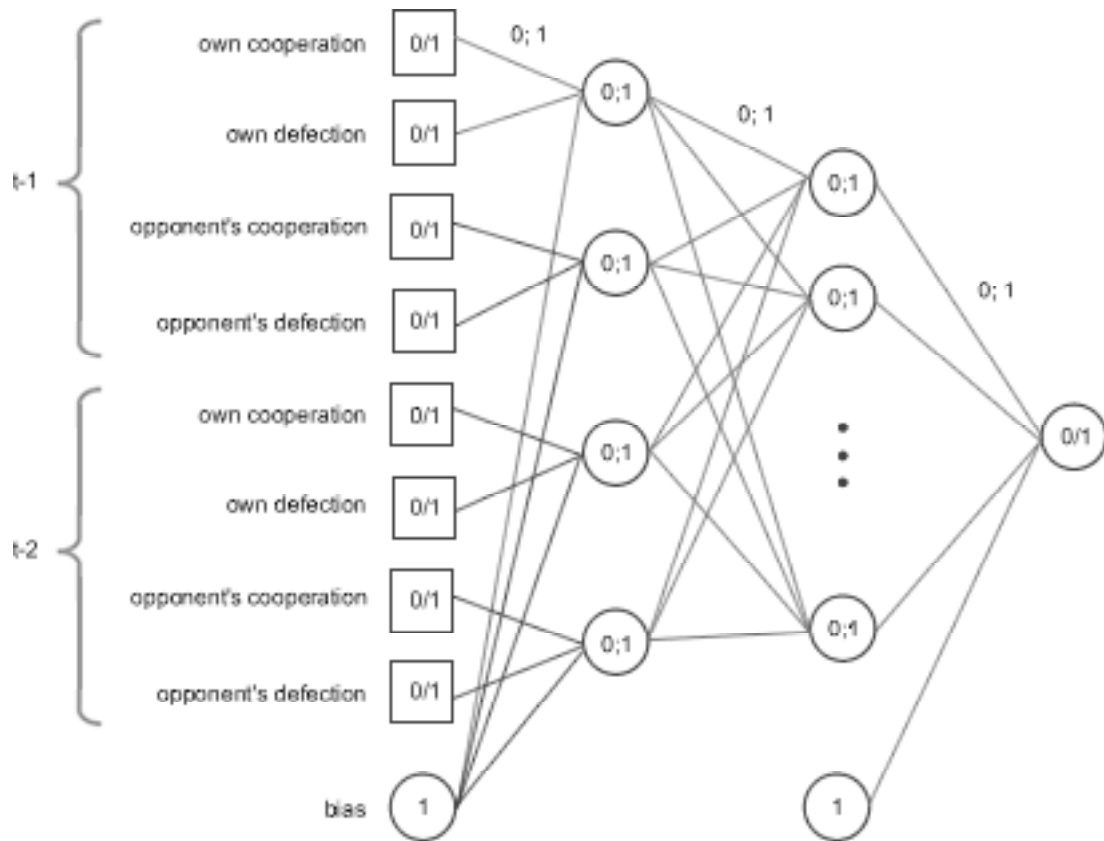 own cooperation 0/1 0; 1
0;1
own defection 0/1 0; 1
t-1 0;1
opponent's cooperation 0/1
0;1
0;1 0; 1
opponent's defection 0/1
own cooperation 0/1
0/1
0;1
own defection 0/1
t-2
opponent's cooperation 0/1
0;1 0;1
opponent's defection 0/1
bias 1 1